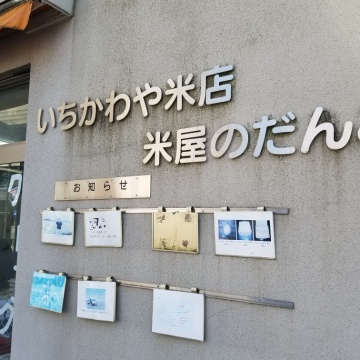 いちかわや米店
米屋のだん
お知らせ